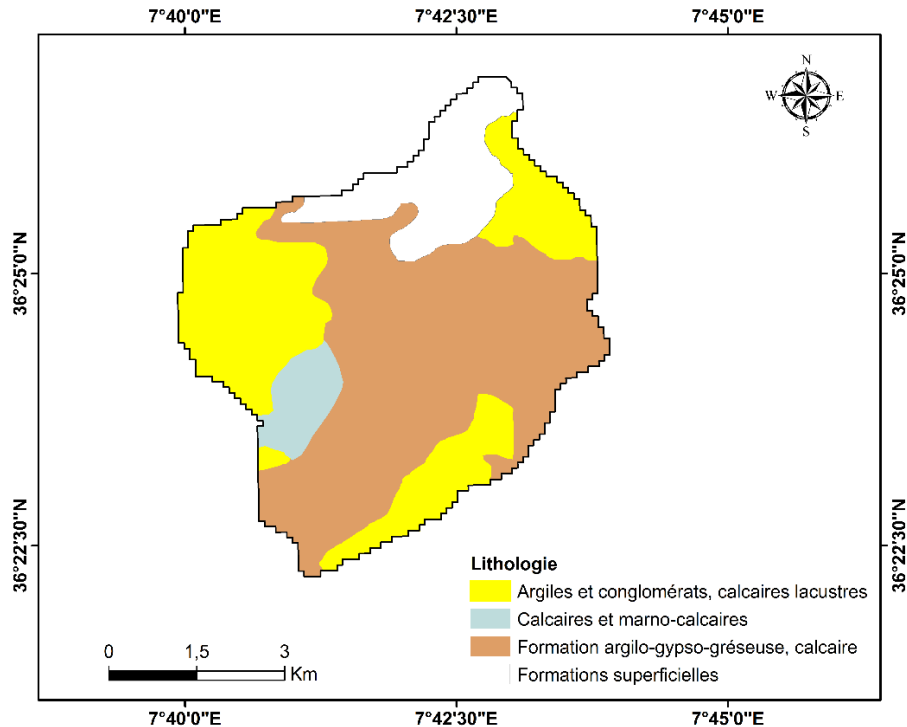 7°40'0"E 7°42'30"E 7°45'0"E
N
W E
S
36°25'0"N 36°25'0"N
36°22'30"N 36°22'30"N
Lithologie
Argiles et conglomérats, calcaires lacustres
Calcaires et marno-calcaires
Formation argilo-gypso-gréseuse, calcaire
Formations superficielles
0 1,5 3
Km
7°40'0"E 7°42'30"E 7°45'0"E